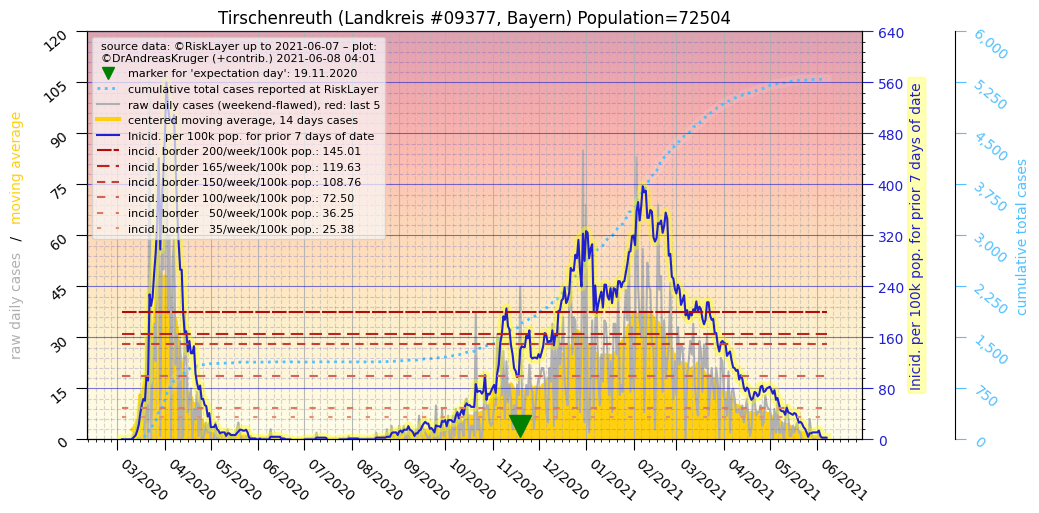 Tirschenreuth (Landkreis #09377, Bayern) Population=72504
source data: ©RiskLayer up to 2021-06-07 – plot:
©DrAndreasKruger (+contrib.) 2021-06-08 04:01
marker for 'expectation day': 19.11.2020
cumulative total cases reported at RiskLayer
raw daily cases (weekend-flawed), red: last 5
centered moving average, 14 days cases
Inicid. per 100k pop. for prior 7 days of date
incid. border 200/week/100k pop.: 145.01
incid. border 165/week/100k pop.: 119.63
incid. border 150/week/100k pop.: 108.76
incid. border 100/week/100k pop.: 72.50
incid. border   50/week/100k pop.: 36.25
incid. border   35/week/100k pop.: 25.38
raw daily cases / moving average
120
105
90
75
60
45
30
15
0
03/2020
04/2020
05/2020
06/2020
07/2020
08/2020
09/2020
10/2020
11/2020
12/2020
01/2021
02/2021
03/2021
04/2021
05/2021
06/2021
640
560
480
400
320
240
160
80
0
Inicid. per 100k pop. for prior 7 days of date
6,000
5,250
4,500
3,750
3,000
2,250
1,500
750
0
cumulative total cases